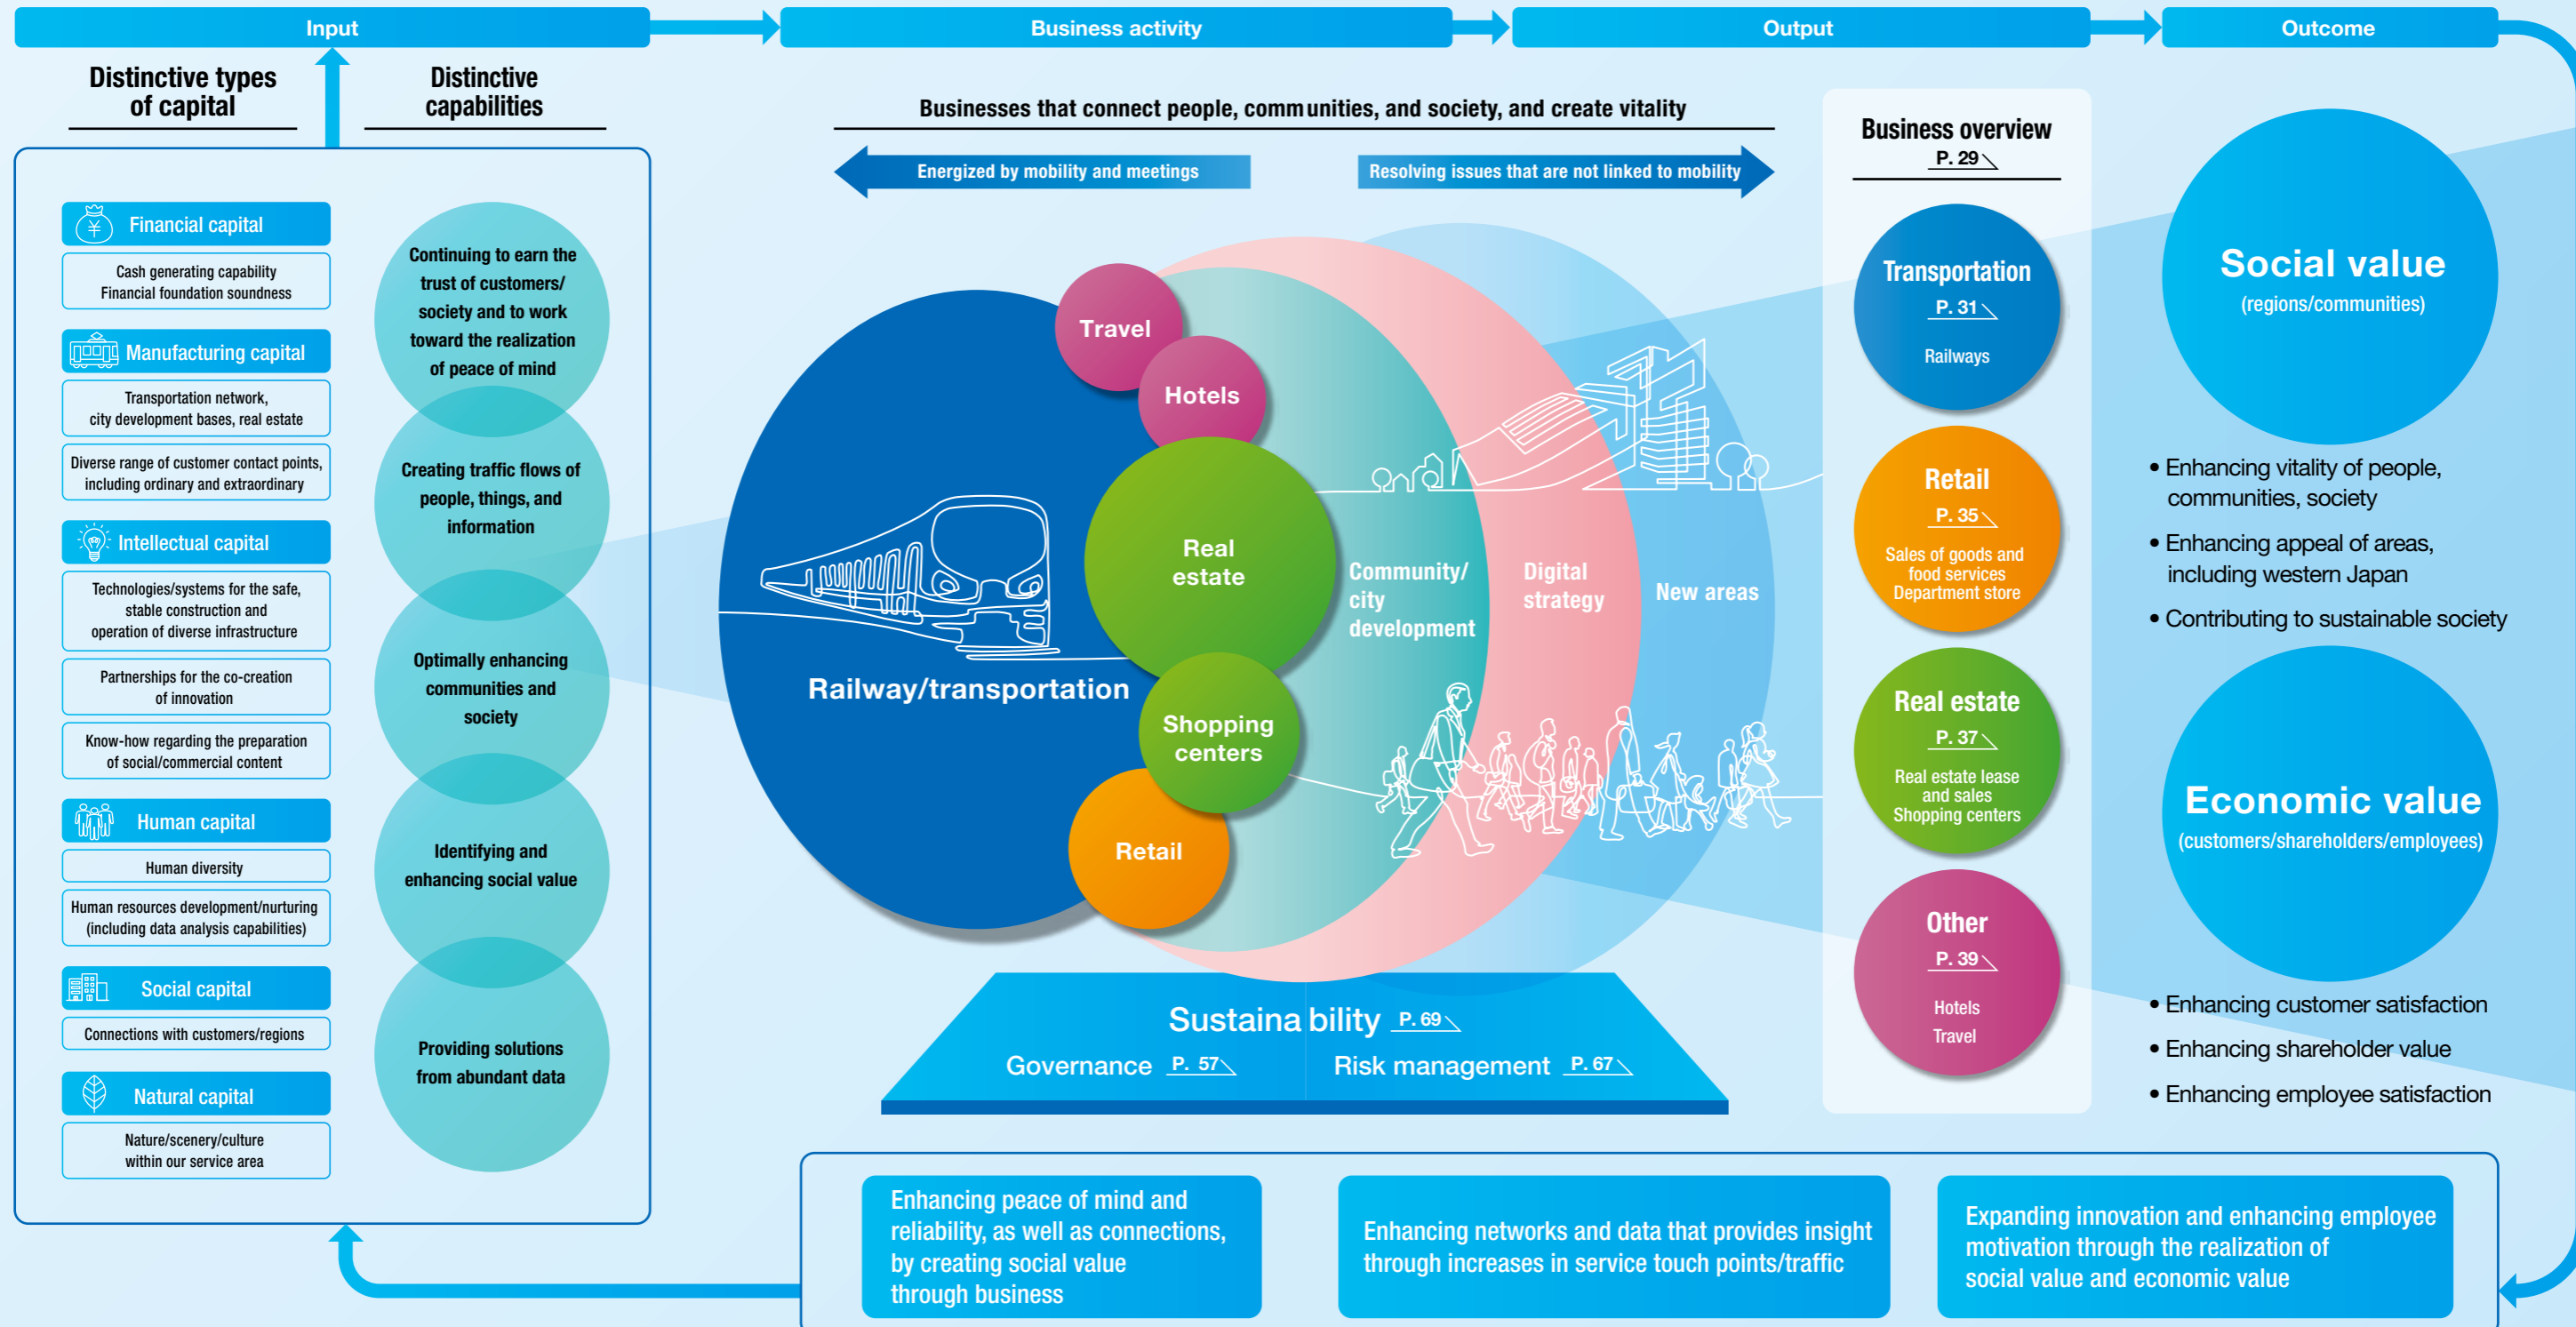 Input
Business activity
Output
Outcome
Distinctive types
of capital
Distinctive
capabilities
Financial capital
Cash generating capability
Financial foundation soundness
Manufacturing capital
Transportation network,
city development bases, real estate
Diverse range of customer contact points,
including ordinary and extraordinary
Intellectual capital
Technologies/systems for the safe,
stable construction and
operation of diverse infrastructure
Partnerships for the co-creation
of innovation
Know-how regarding the preparation
of social/commercial content
Human capital
Human diversity
Human resources development/nurturing
(including data analysis capabilities)
Social capital
Connections with customers/regions
Natural capital
Nature/scenery/culture
within our service area
Continuing to earn the
trust of customers/
society and to work
toward the realization
of peace of mind
Creating traffic flows of
people, things, and
information
Optimally enhancing
communities and
society
Identifying and
enhancing social value
Providing solutions
from abundant data
Businesses that connect people, communities, and society, and create vitality
Energized by mobility and meetings
Resolving issues that are not linked to mobility
Travel
Hotels
Real
estate
Railway/transportation
Shopping
centers
Retail
Community/
city
development
Digital
strategy
New areas
Sustainability P. 69
Governance P. 57
Risk management P. 67
Business overview
P. 29
Transportation
P. 31
Railways
Retail
P. 35
Sales of goods and
food services
Department store
Real estate
P. 37
Real estate lease
and sales
Shopping centers
Other
P. 39
Hotels
Travel
Social value
(regions/communities)
• Enhancing vitality of people,
communities, society
• Enhancing appeal of areas,
including western Japan
• Contributing to sustainable society
Economic value
(customers/shareholders/employees)
• Enhancing customer satisfaction
• Enhancing shareholder value
• Enhancing employee satisfaction
Enhancing peace of mind and
reliability, as well as connections,
by creating social value
through business
Enhancing networks and data that provides insight
through increases in service touch points/traffic
Expanding innovation and enhancing employee
motivation through the realization of
social value and economic value